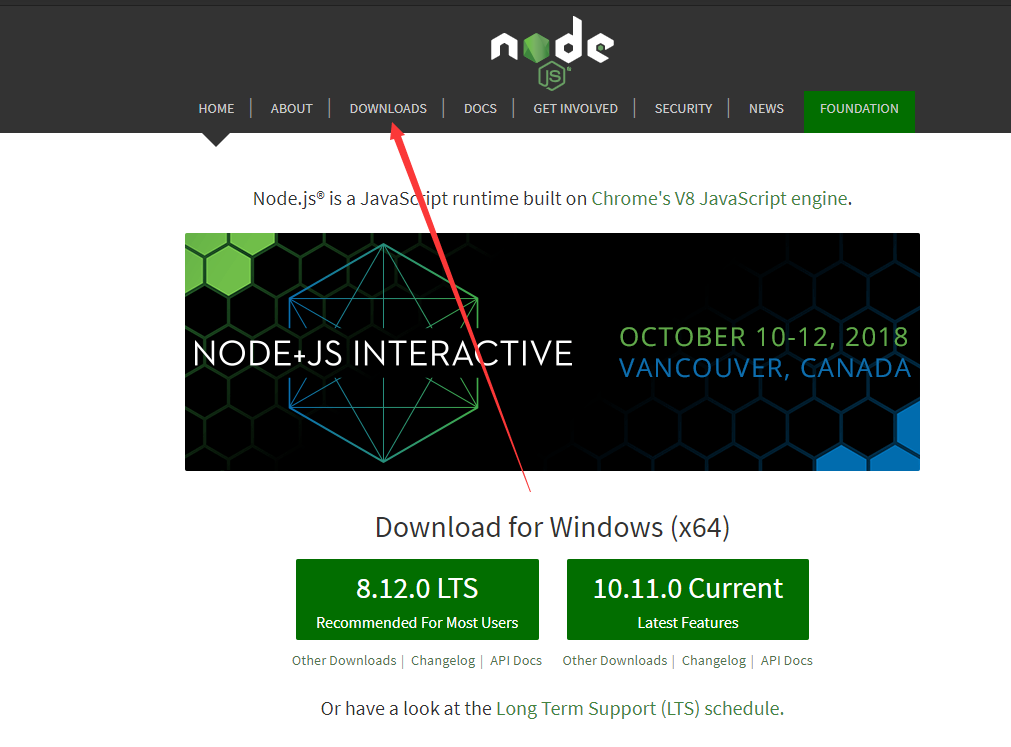 node
JS
HOME | ABOUT | DOWNLOADS | DOCS | GET INVOLVED | SECURITY | NEWS FOUNDATION
Node.js® is a JavaScript runtime built on Chrome's V8 JavaScript engine.
NODE+JS INTERACTIVE
OCTOBER 10-12, 2018
VANCOUVER, CANADA
Download for Windows (x64)
8.12.0 LTS
Recommended For Most Users
10.11.0 Current
Latest Features
Other Downloads | Changelog | API Docs
Other Downloads | Changelog | API Docs
Or have a look at the Long Term Support (LTS) schedule.